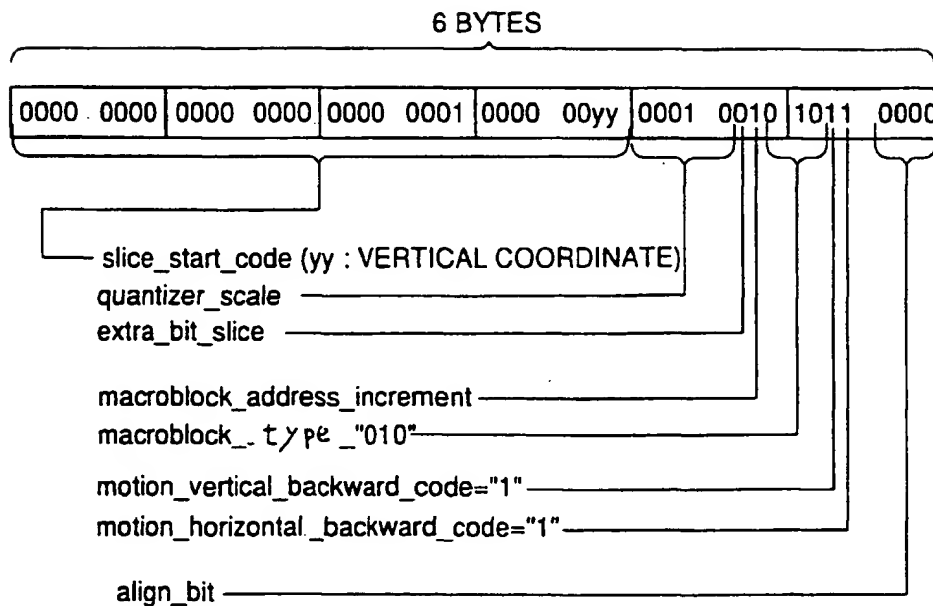 6 BYTES
0000 0000 0000 0000 0000 0001 0000 00yy 0001 0010 1011 0000
slice_start_code (yy : VERTICAL COORDINATE)
quantizer_scale
extra_bit_slice
macroblock_address_increment
macroblock_type_"010"
motion_vertical_backward_code="1"
motion_horizontal_backward_code="1"
align_bit